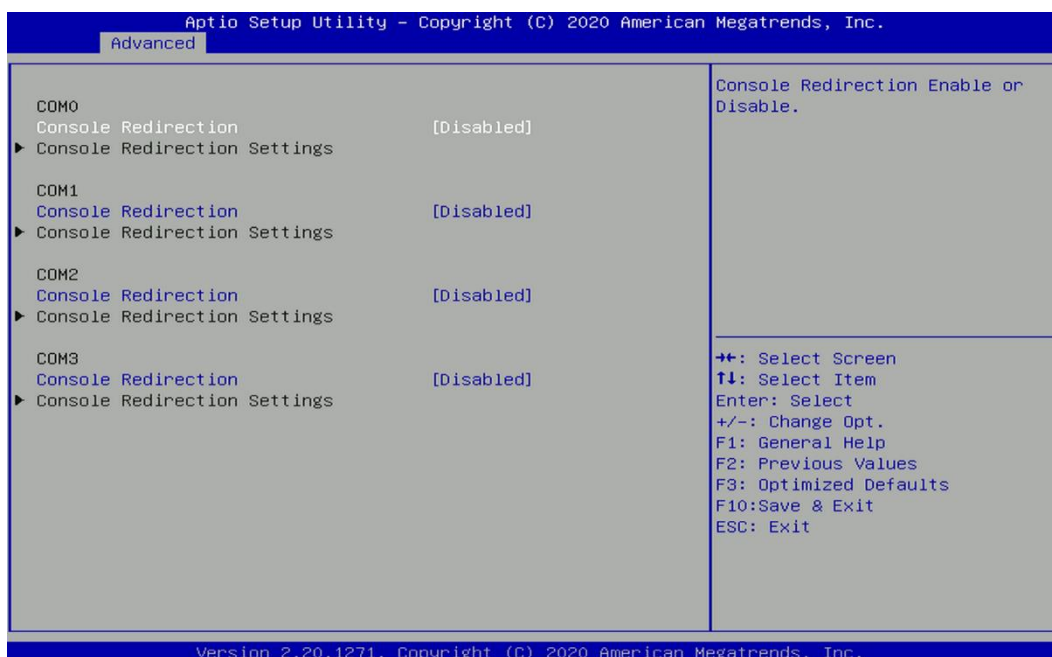 Aptio Setup Utility – Copyright (C) 2020 American Megatrends, Inc.
Advanced
COM0
Console Redirection [Disabled]
► Console Redirection Settings
COM1
Console Redirection [Disabled]
► Console Redirection Settings
COM2
Console Redirection [Disabled]
► Console Redirection Settings
COM3
Console Redirection [Disabled]
► Console Redirection Settings
Console Redirection Enable or
Disable.
→←: Select Screen
↑↓: Select Item
Enter: Select
+/-: Change Opt.
F1: General Help
F2: Previous Values
F3: Optimized Defaults
F10:Save & Exit
ESC: Exit
Version 2.20.1271. Copyright (C) 2020 American Megatrends, Inc.